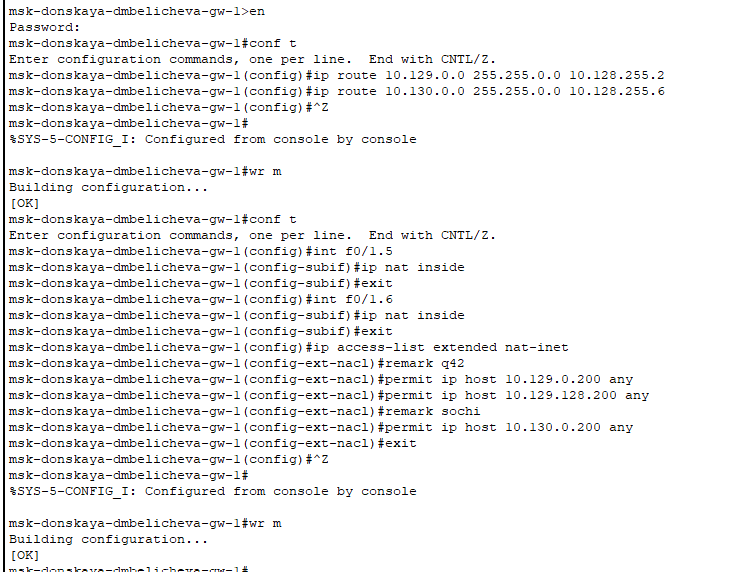 msk-donskaya-dmbelicheva-gw-1>en
Password:
msk-donskaya-dmbelicheva-gw-1#conf t
Enter configuration commands, one per line.  End with CNTL/Z.
msk-donskaya-dmbelicheva-gw-1(config)#ip route 10.129.0.0 255.255.0.0 10.128.255.2
msk-donskaya-dmbelicheva-gw-1(config)#ip route 10.130.0.0 255.255.0.0 10.128.255.6
msk-donskaya-dmbelicheva-gw-1(config)#^Z
msk-donskaya-dmbelicheva-gw-1#
%SYS-5-CONFIG_I: Configured from console by console
msk-donskaya-dmbelicheva-gw-1#wr m
Building configuration...
[OK]
msk-donskaya-dmbelicheva-gw-1#conf t
Enter configuration commands, one per line.  End with CNTL/Z.
msk-donskaya-dmbelicheva-gw-1(config)#int f0/1.5
msk-donskaya-dmbelicheva-gw-1(config-subif)#ip nat inside
msk-donskaya-dmbelicheva-gw-1(config-subif)#exit
msk-donskaya-dmbelicheva-gw-1(config)#int f0/1.6
msk-donskaya-dmbelicheva-gw-1(config-subif)#ip nat inside
msk-donskaya-dmbelicheva-gw-1(config-subif)#exit
msk-donskaya-dmbelicheva-gw-1(config)#ip access-list extended nat-inet
msk-donskaya-dmbelicheva-gw-1(config-ext-nacl)#remark q42
msk-donskaya-dmbelicheva-gw-1(config-ext-nacl)#permit ip host 10.129.0.200 any
msk-donskaya-dmbelicheva-gw-1(config-ext-nacl)#permit ip host 10.129.128.200 any
msk-donskaya-dmbelicheva-gw-1(config-ext-nacl)#remark sochi
msk-donskaya-dmbelicheva-gw-1(config-ext-nacl)#permit ip host 10.130.0.200 any
msk-donskaya-dmbelicheva-gw-1(config-ext-nacl)#exit
msk-donskaya-dmbelicheva-gw-1(config)#^Z
msk-donskaya-dmbelicheva-gw-1#
%SYS-5-CONFIG_I: Configured from console by console
msk-donskaya-dmbelicheva-gw-1#wr m
Building configuration...
[OK]
msk-donskaya-dmbelicheva-gw-1#